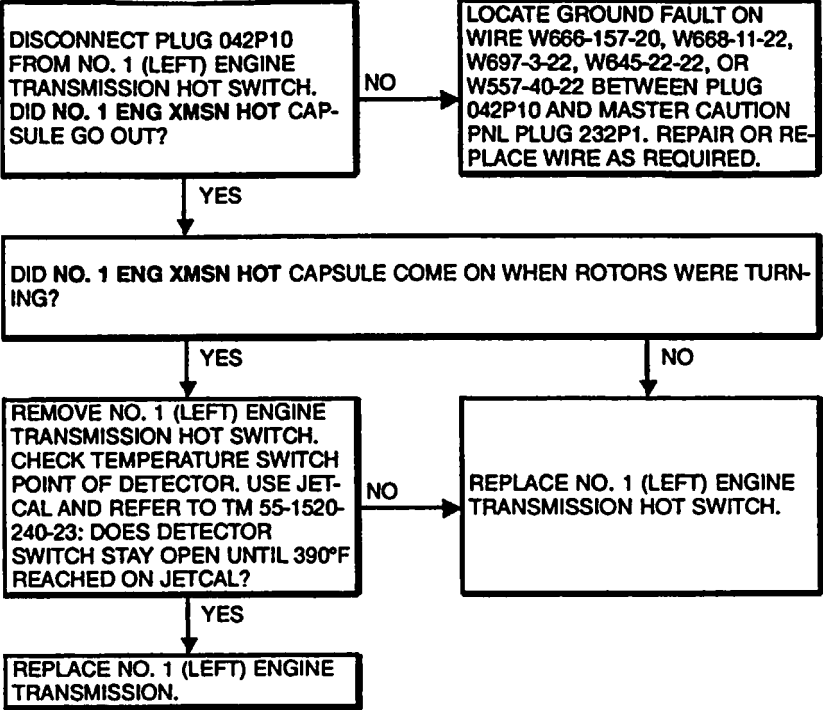 DISCONNECT PLUG 042P10
FROM NO. 1 (LEFT) ENGINE
TRANSMISSION HOT SWITCH.
DID NO. 1 ENG XMSN HOT CAP-
SULE GO OUT?
NO
LOCATE GROUND FAULT ON
WIRE W666-157-20, W668-11-22,
W697-3-22, W645-22-22, OR
W557-40-22 BETWEEN PLUG
042P10 AND MASTER CAUTION
PNL PLUG 232P1. REPAIR OR RE-
PLACE WIRE AS REQUIRED.
YES
DID NO. 1 ENG XMSN HOT CAPSULE COME ON WHEN ROTORS WERE TURN-
ING?
YES
NO
REMOVE NO. 1 (LEFT) ENGINE
TRANSMISSION HOT SWITCH.
CHECK TEMPERATURE SWITCH
POINT OF DETECTOR. USE JET-
CAL AND REFER TO TM 55-1520-
240-23: DOES DETECTOR
SWITCH STAY OPEN UNTIL 390°F
REACHED ON JETCAL?
NO
REPLACE NO. 1 (LEFT) ENGINE
TRANSMISSION HOT SWITCH.
YES
REPLACE NO. 1 (LEFT) ENGINE
TRANSMISSION.